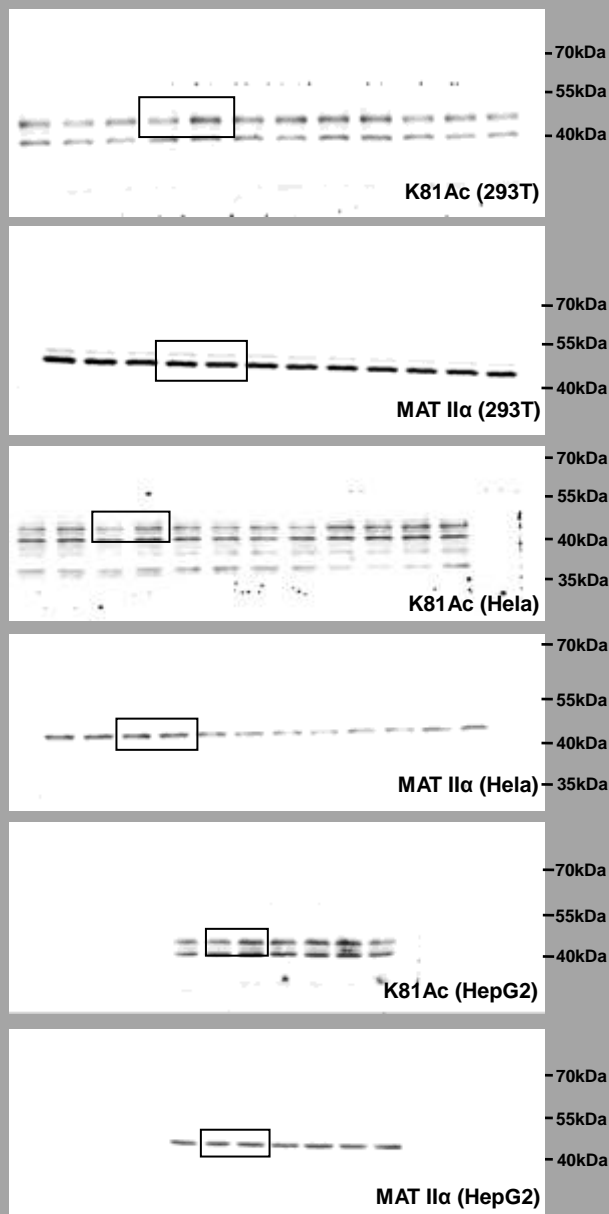 70kDa
55kDa
40kDa
K81Ac (293T)
70kDa
55kDa
40kDa
MAT IIα (293T)
70kDa
55kDa
40kDa
35kDa
K81Ac (Hela)
70kDa
55kDa
40kDa
35kDa
MAT IIα (Hela)
70kDa
55kDa
40kDa
K81Ac (HepG2)
70kDa
55kDa
40kDa
MAT IIα (HepG2)